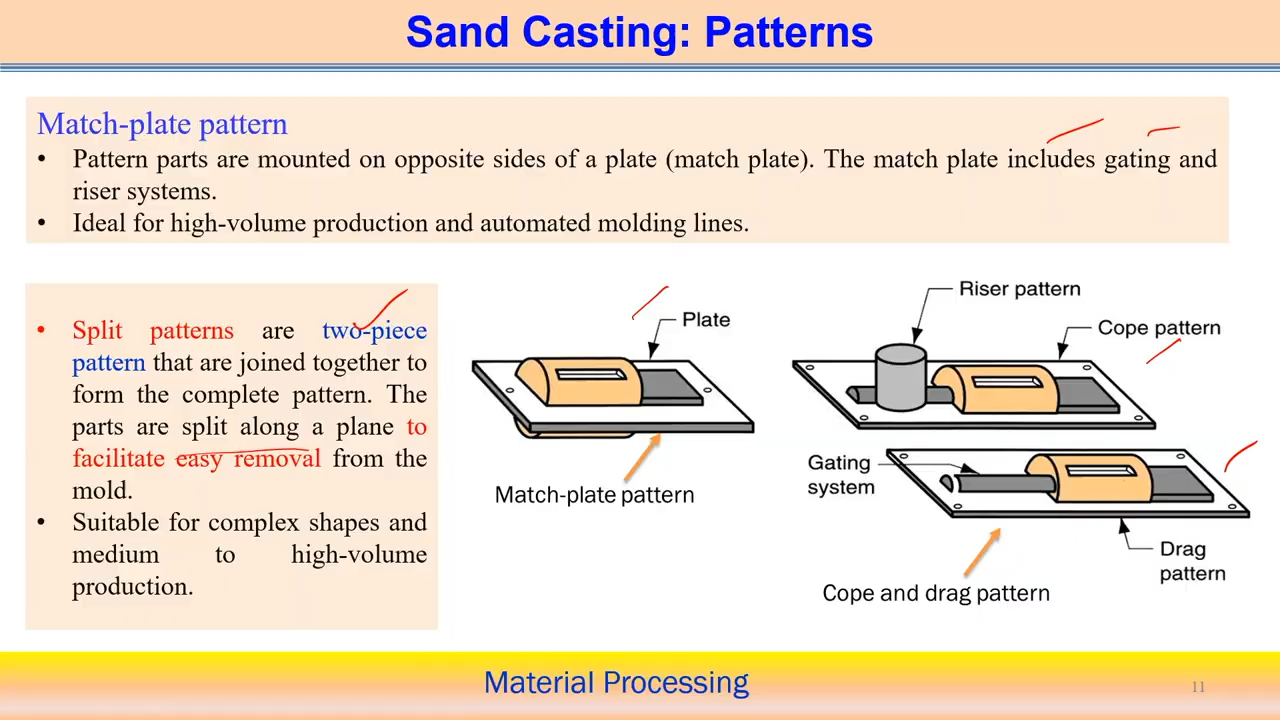 Sand Casting: Patterns
Match-plate pattern
• Pattern parts are mounted on opposite sides of a plate (match plate). The match plate includes gating and
riser systems.
• Ideal for high-volume production and automated molding lines.
• Split patterns are two-piece
pattern that are joined together to
form the complete pattern. The
parts are split along a plane to
facilitate easy removal from the
mold.
• Suitable for complex shapes and
medium to high-volume
production.
Plate
Match-plate pattern
Riser pattern
Cope pattern
Gating
system
Drag
pattern
Cope and drag pattern
Material Processing
11